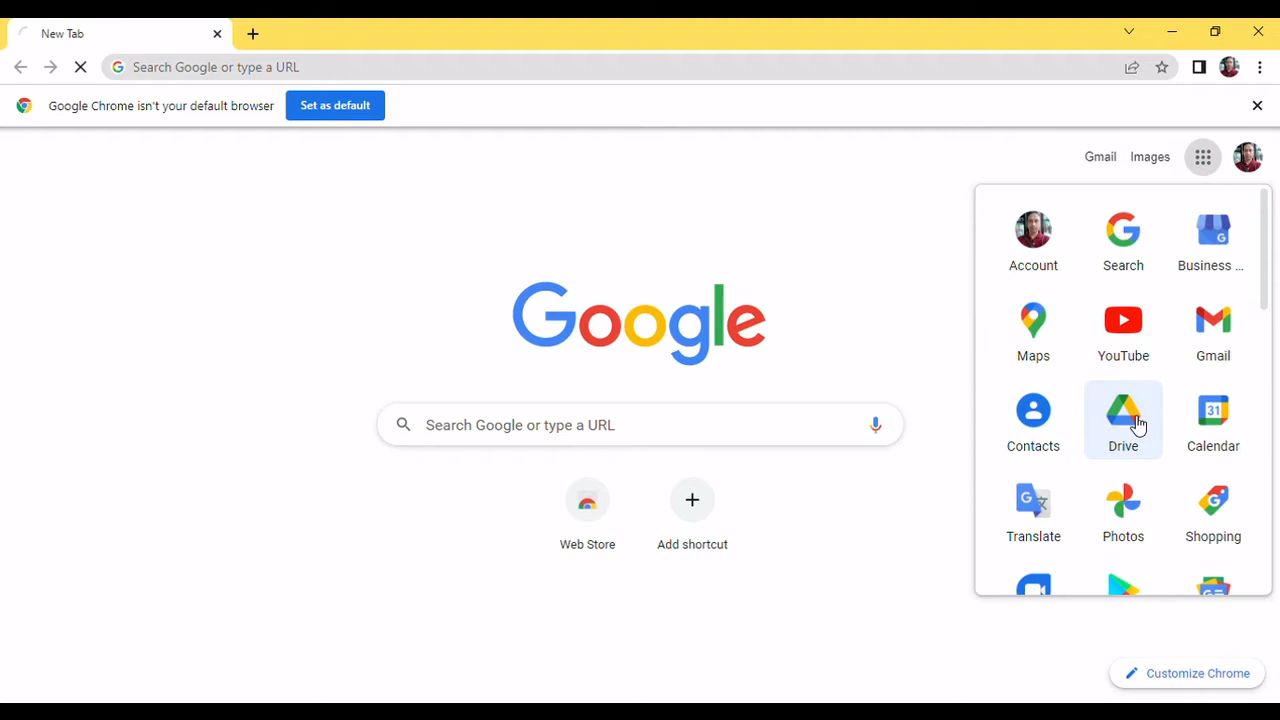 New Tab
Search Google or type a URL
Google Chrome isn't your default browser
Set as default
Gmail
Images
Account
Search
Business ...
Maps
YouTube
Gmail
Contacts
Drive
31
Calendar
Translate
Photos
Shopping
Google
Search Google or type a URL
Web Store
Add shortcut
Customize Chrome